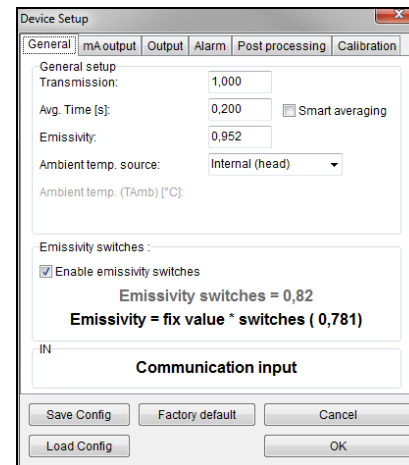 Device Setup
General mA output Output Alarm Post processing Calibration
General setup
Transmission: 1,000
Avg. Time [s]: 0,200 Smart averaging
Emissivity: 0,952
Ambient temp. source: Internal (head)
Ambient temp. (TAmb) [°C]:
Emissivity switches :
Enable emissivity switches
Emissivity switches = 0,82
Emissivity = fix value * switches ( 0,781)
IN
Communication input
Save Config Factory default Cancel
Load Config OK